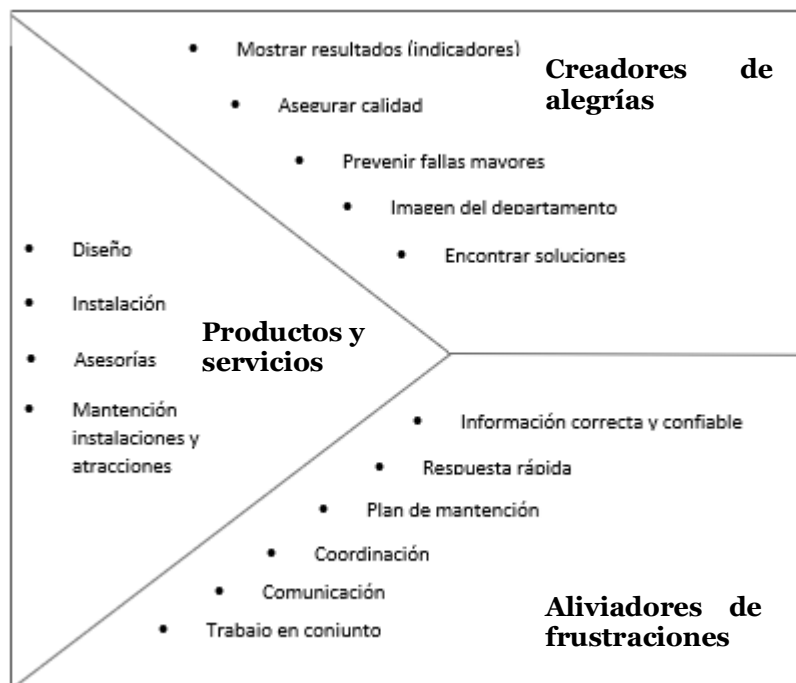 • Mostrar resultados (indicadores)
• Asegurar calidad
• Prevenir fallas mayores
• Imagen del departamento
• Encontrar soluciones
Creadores de
alegrías
• Diseño
• Instalación
• Asesorías
• Mantención
instalaciones y
atracciones
Productos y
servicios
• Información correcta y confiable
• Respuesta rápida
• Plan de mantención
• Coordinación
• Comunicación
• Trabajo en conjunto
Aliviadores de
frustraciones